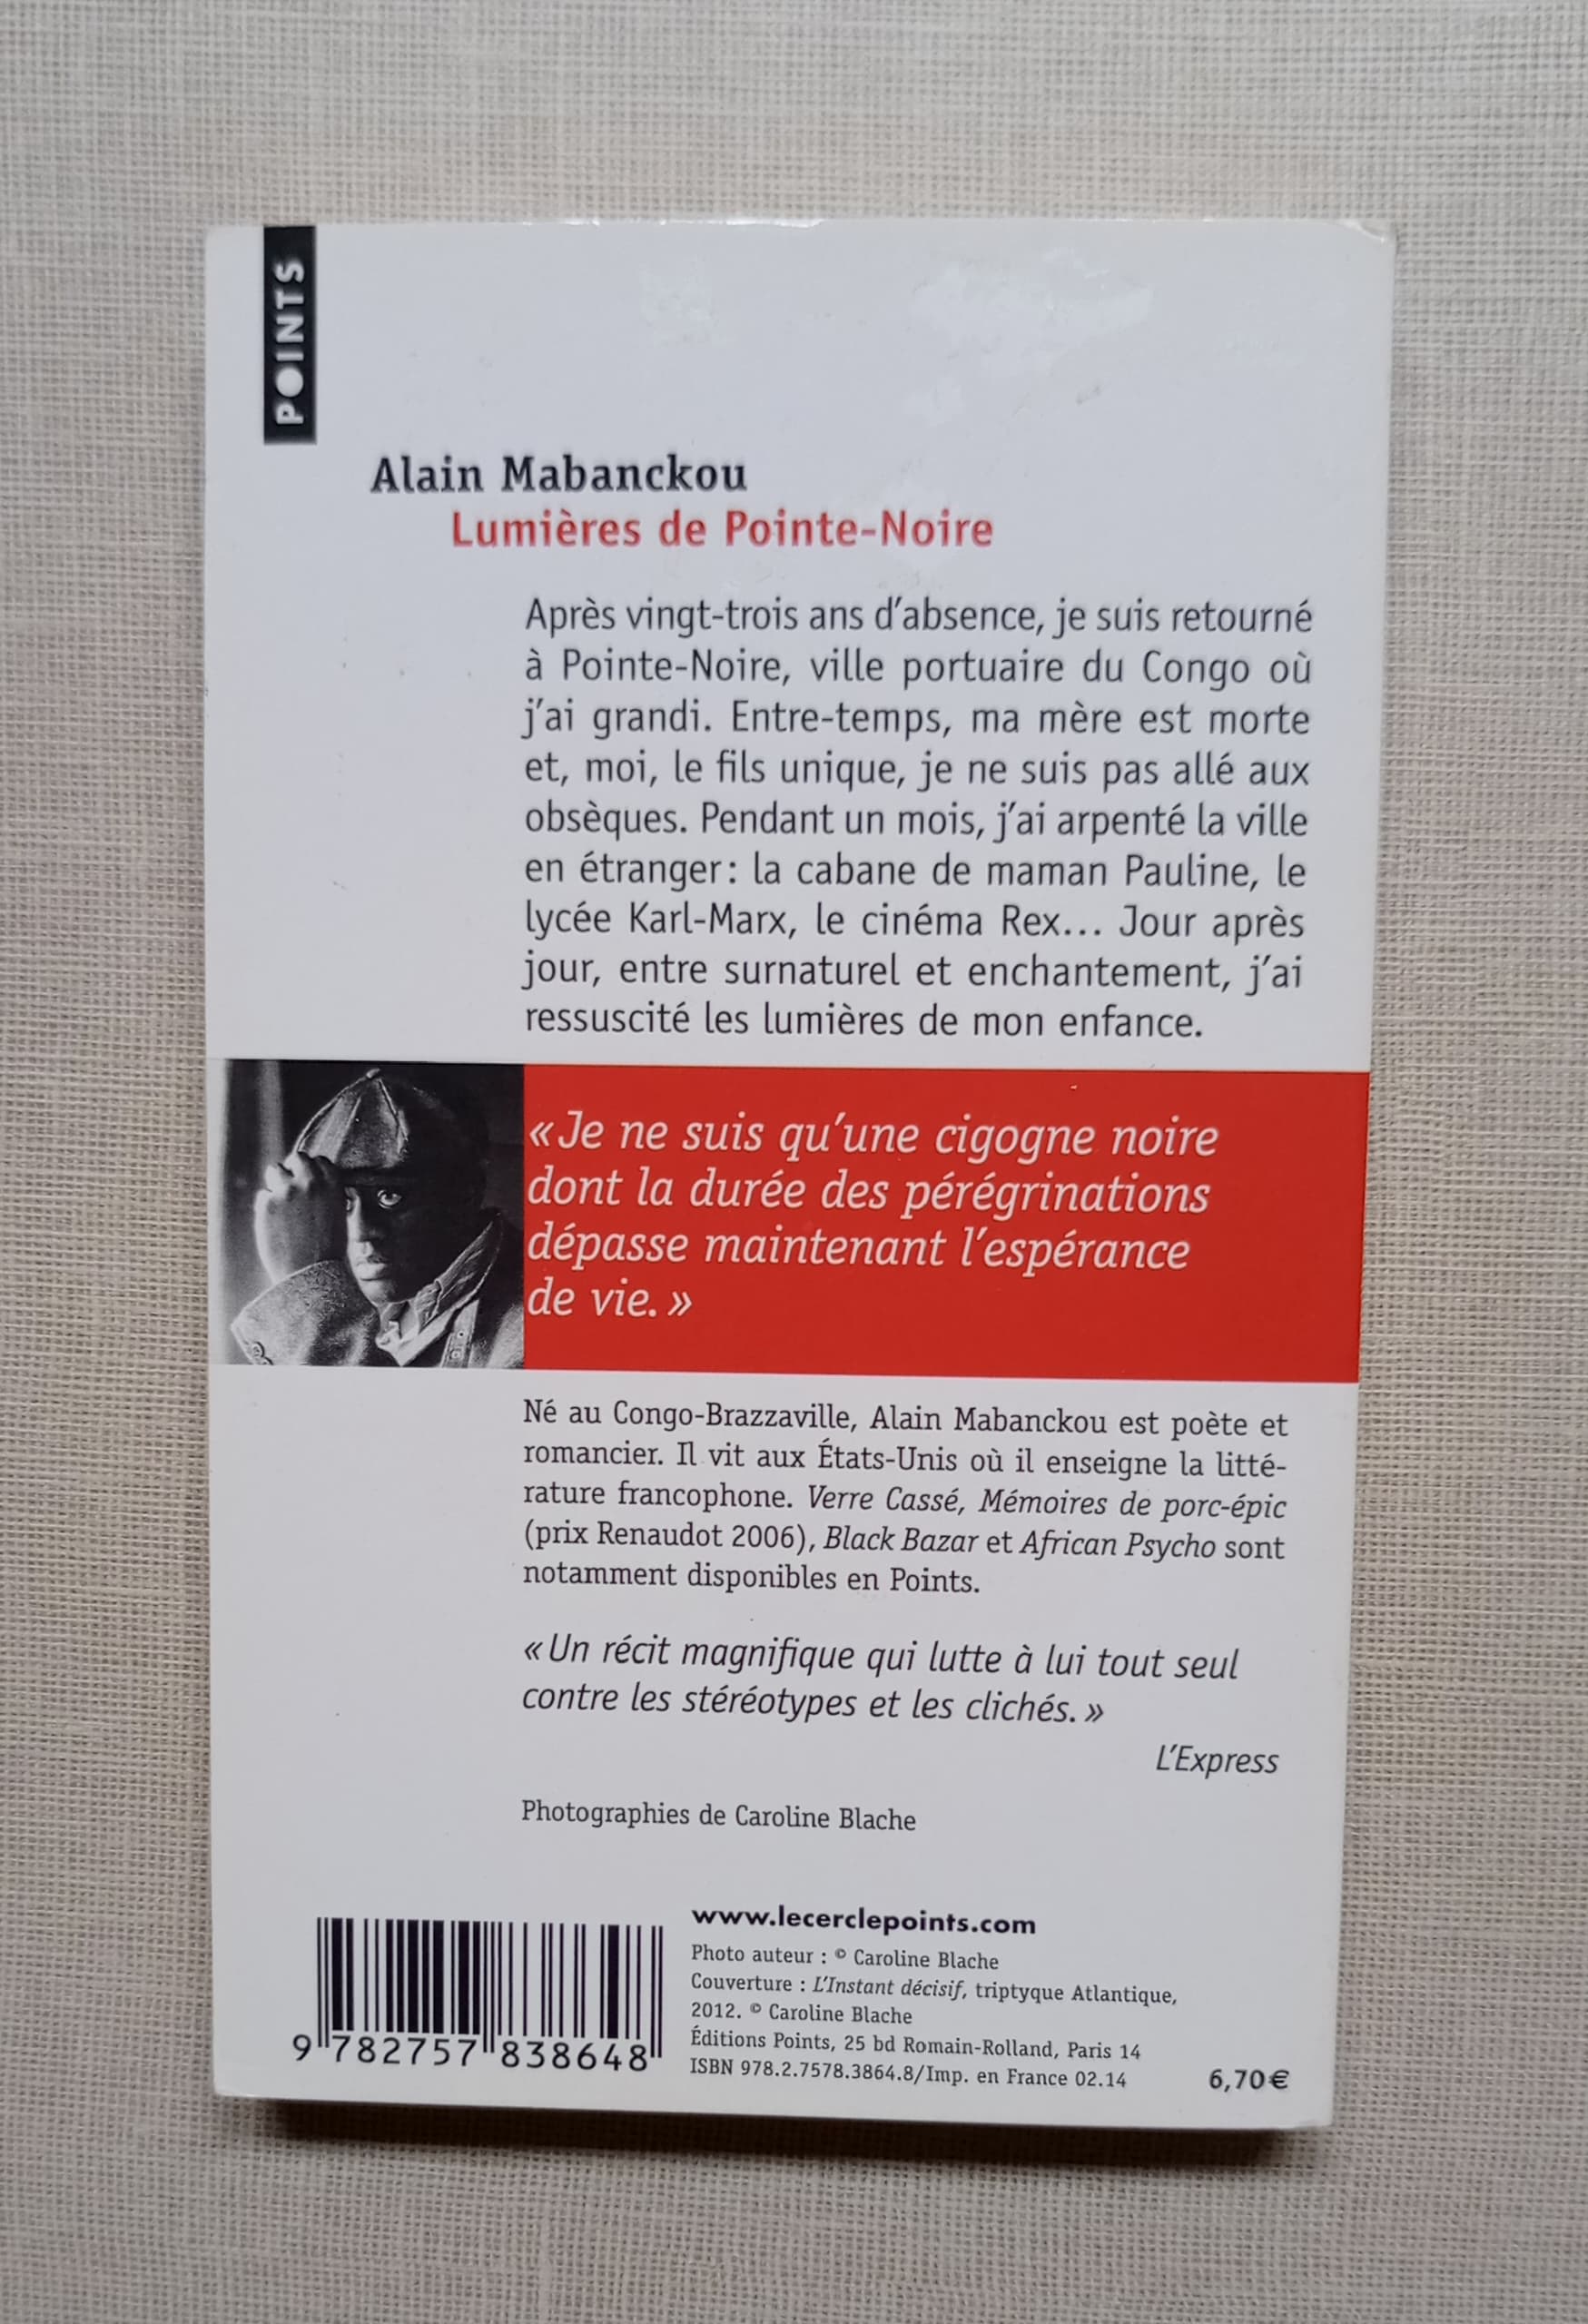 POINTS
Alain Mabanckou
Lumières de Pointe-Noire
Après vingt-trois ans d’absence, je suis retourné
à Pointe-Noire, ville portuaire du Congo où
j’ai grandi. Entre-temps, ma mère est morte
et, moi, le fils unique, je ne suis pas allé aux
obsèques. Pendant un mois, j’ai arpenté la ville
en étranger : la cabane de maman Pauline, le
lycée Karl-Marx, le cinéma Rex... Jour après
jour, entre surnaturel et enchantement, j’ai
ressuscité les lumières de mon enfance.
« Je ne suis qu’une cigogne noire
dont la durée des pérégrinations
dépasse maintenant l’espérance
de vie. »
Né au Congo-Brazzaville, Alain Mabanckou est poète et
romancier. Il vit aux États-Unis où il enseigne la litté-
rature francophone. Verre Cassé, Mémoires de porc-épic
(prix Renaudot 2006), Black Bazar et African Psycho sont
notamment disponibles en Points.
« Un récit magnifique qui lutte à lui tout seul
contre les stéréotypes et les clichés. »
L’Express
Photographies de Caroline Blache
www.lecerclepoints.com
Photo auteur : © Caroline Blache
Couverture : L’Instant décisif, triptyque Atlantique,
2012. © Caroline Blache
Éditions Points, 25 bd Romain-Rolland, Paris 14
ISBN 978.2.7578.3864.8/Imp. en France 02.14
6,70€
9 782757 838648